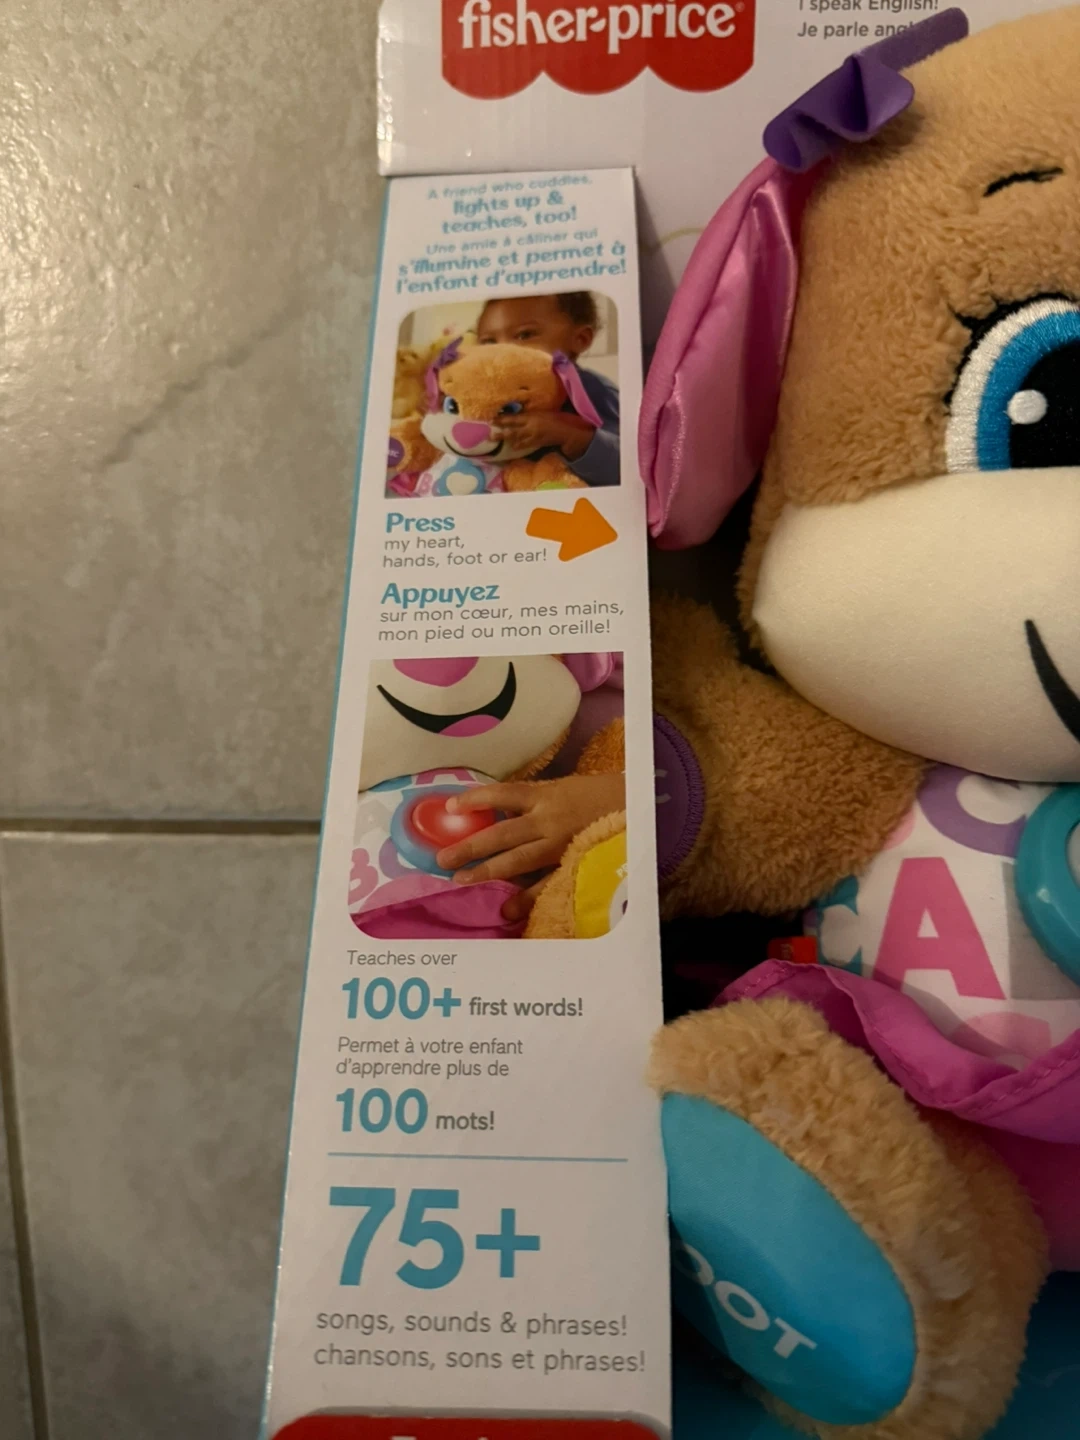 fisher-price
I speak English!
Je parle
A friend who cuddles,
lights up &
teaches, too!
Une amie à câliner qui
s'illumine et permet à
l'enfant d'apprendre!
Press
my heart,
hands, foot or ear!
Appuyez
sur mon cœur, mes mains,
mon pied ou mon oreille!
Teaches over
100+ first words!
Permet à votre enfant
d'apprendre plus de
100 mots!
75+
songs, sounds & phrases!
chansons, sons et phrases!
C
A
OOT